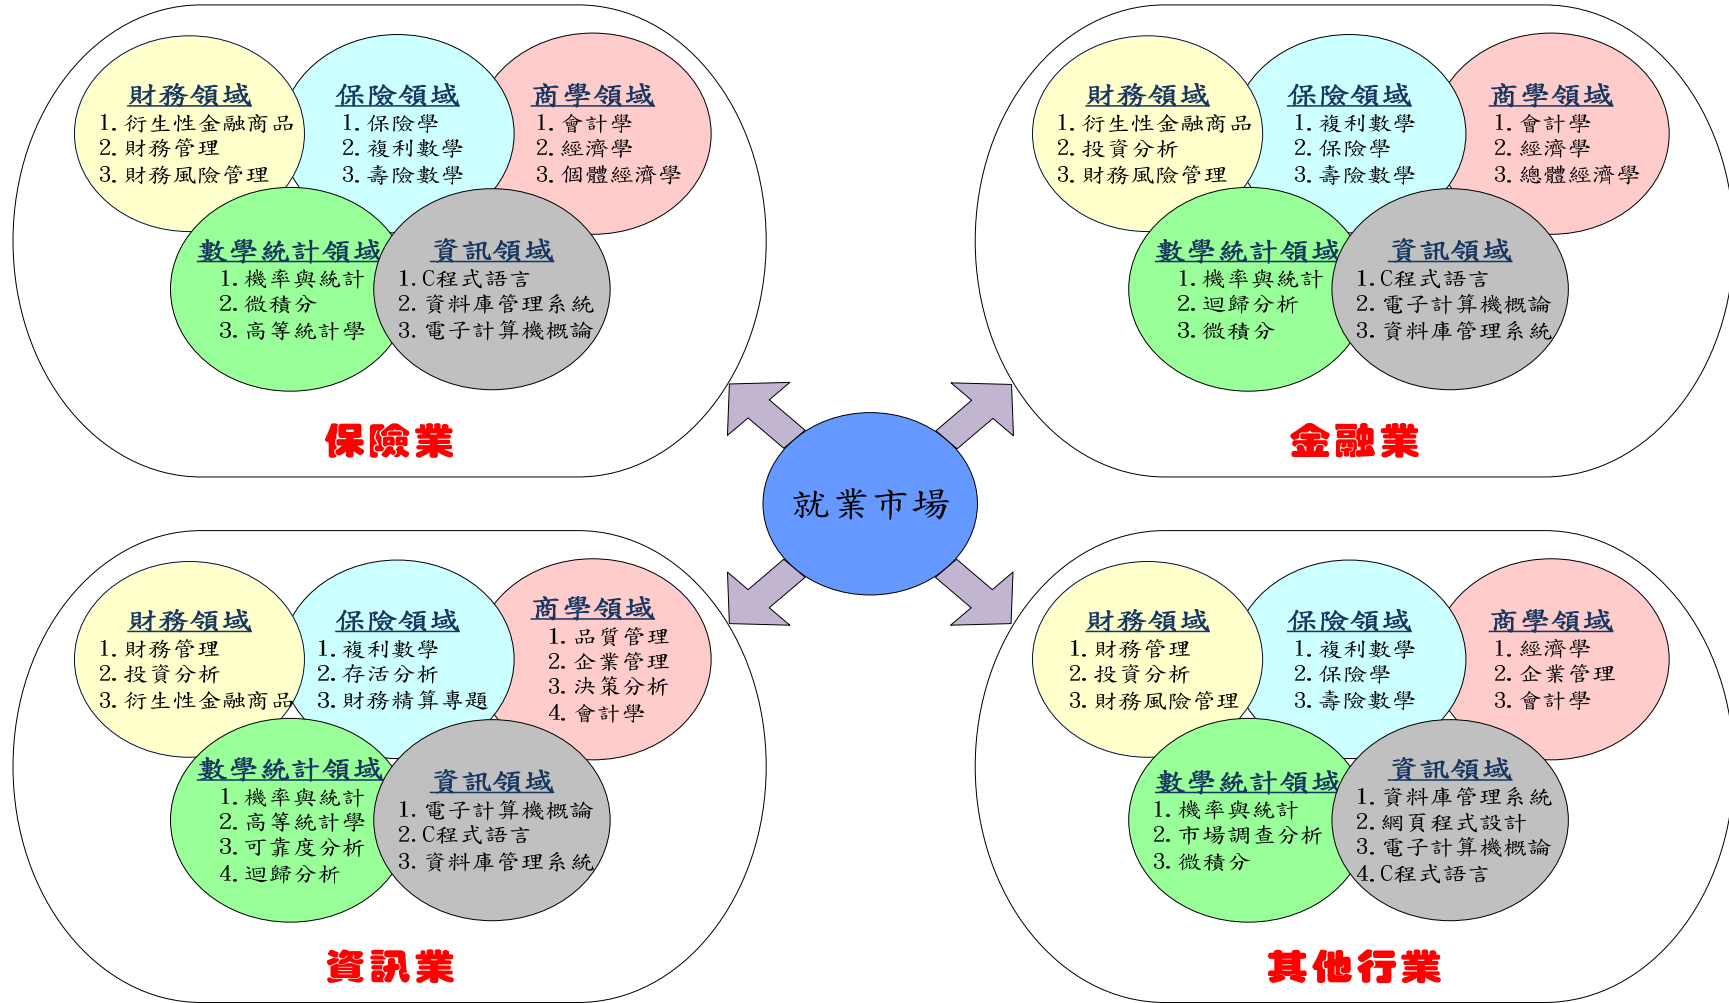 財務領域
1. 衍生性金融商品
2. 財務管理
3. 財務風險管理
保險領域
1. 保險學
2. 複利數學
3. 壽險數學
商學領域
1. 會計學
2. 經濟學
3. 個體經濟學
數學統計領域
1. 機率與統計
2. 微積分
3. 高等統計學
資訊領域
1. C程式語言
2. 資料庫管理系統
3. 電子計算機概論
保險業
財務領域
1. 衍生性金融商品
2. 投資分析
3. 財務風險管理
保險領域
1. 複利數學
2. 保險學
3. 壽險數學
商學領域
1. 會計學
2. 經濟學
3. 總體經濟學
數學統計領域
1. 機率與統計
2. 迴歸分析
3. 微積分
資訊領域
1. C程式語言
2. 電子計算機概論
3. 資料庫管理系統
金融業
就業市場
財務領域
1. 財務管理
2. 投資分析
3. 衍生性金融商品
保險領域
1. 複利數學
2. 存活分析
3. 財務精算專題
商學領域
1. 品質管理
2. 企業管理
3. 決策分析
4. 會計學
數學統計領域
1. 機率與統計
2. 高等統計學
3. 可靠度分析
4. 迴歸分析
資訊領域
1. 電子計算機概論
2. C程式語言
3. 資料庫管理系統
資訊業
財務領域
1. 財務管理
2. 投資分析
3. 財務風險管理
保險領域
1. 複利數學
2. 保險學
3. 壽險數學
商學領域
1. 經濟學
2. 企業管理
3. 會計學
數學統計領域
1. 機率與統計
2. 市場調查分析
3. 微積分
資訊領域
1. 資料庫管理系統
2. 網頁程式設計
3. 電子計算機概論
4. C程式語言
其他行業